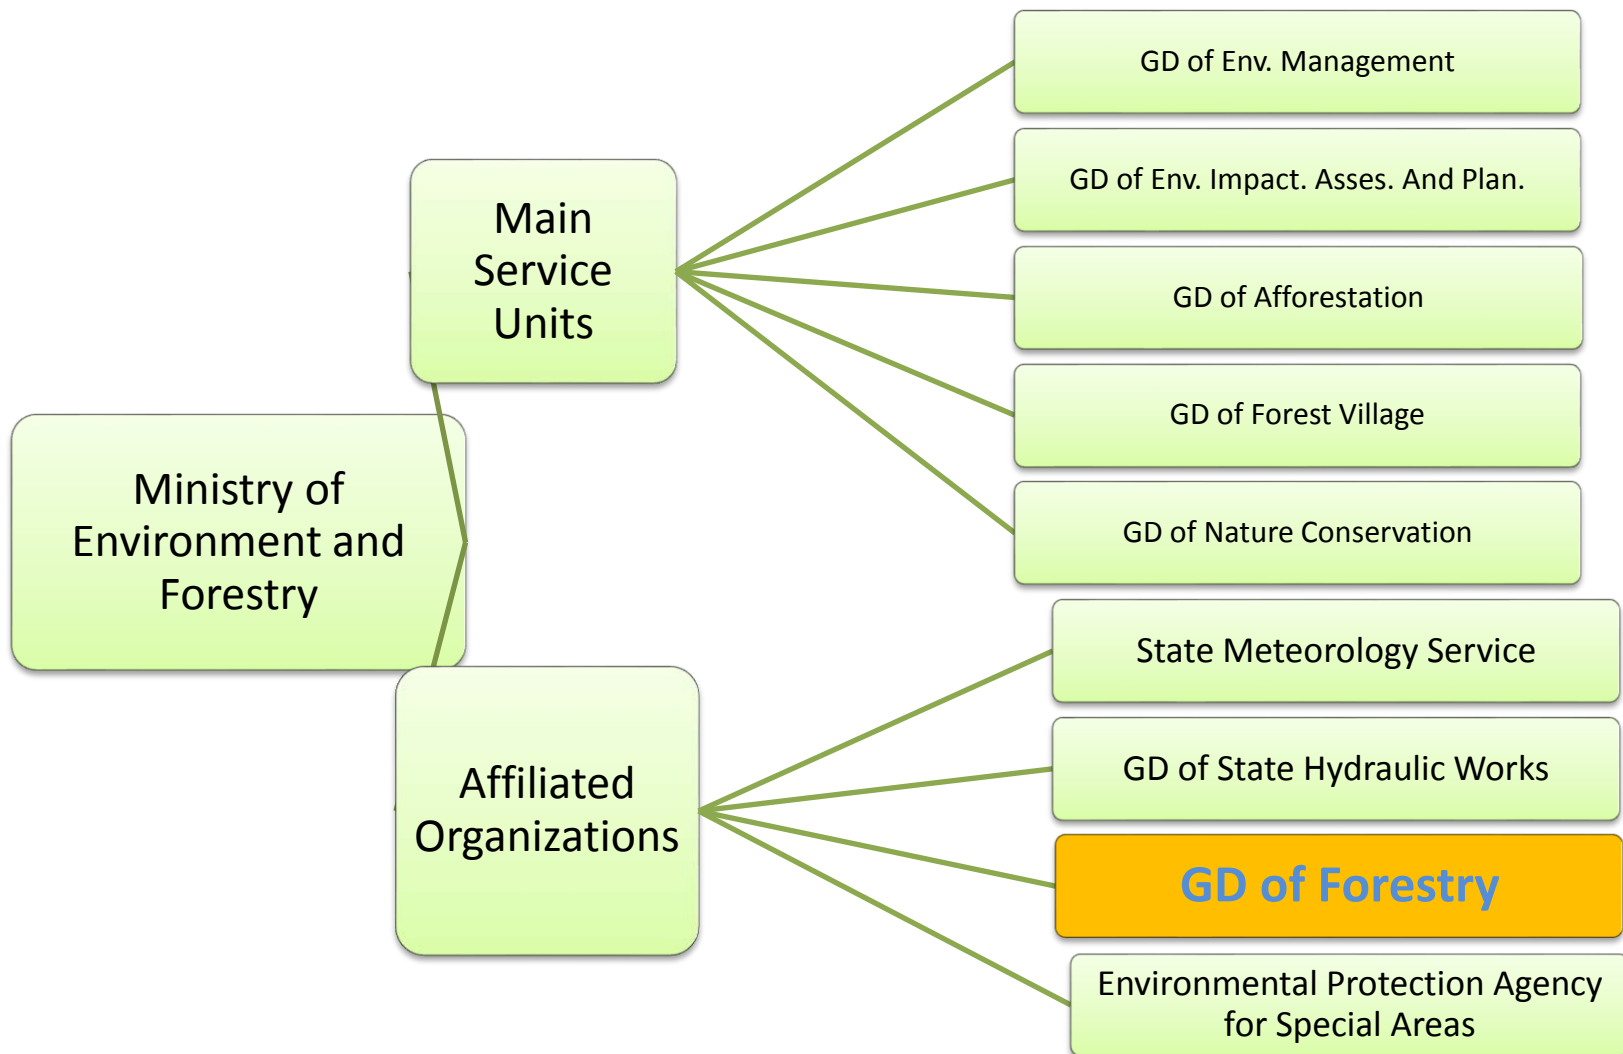 Ministry of
Environment and
Forestry
Main
Service
Units
GD of Env. Management
GD of Env. Impact. Asses. And Plan.
GD of Afforestation
GD of Forest Village
GD of Nature Conservation
Affiliated
Organizations
State Meteorology Service
GD of State Hydraulic Works
GD of Forestry
Environmental Protection Agency
for Special Areas